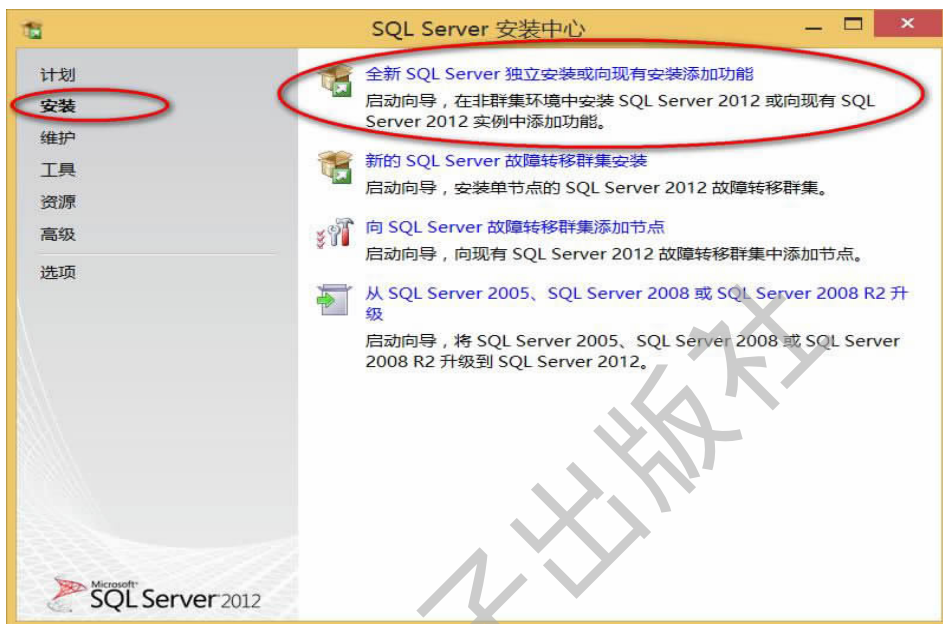 SQL Server 安装中心
计划
安装
维护
工具
资源
高级
选项
全新 SQL Server 独立安装或向现有安装添加功能
启动向导，在非群集环境中安装 SQL Server 2012 或向现有 SQL
Server 2012 实例中添加功能。
新的 SQL Server 故障转移群集安装
启动向导，安装单节点的 SQL Server 2012 故障转移群集。
向 SQL Server 故障转移群集添加节点
启动向导，向现有 SQL Server 2012 故障转移群集中添加节点。
从 SQL Server 2005、SQL Server 2008 或 SQL Server 2008 R2 升
级
启动向导，将 SQL Server 2005、SQL Server 2008 或 SQL Server
2008 R2 升级到 SQL Server 2012。
Microsoft
SQL Server 2012
子出版社